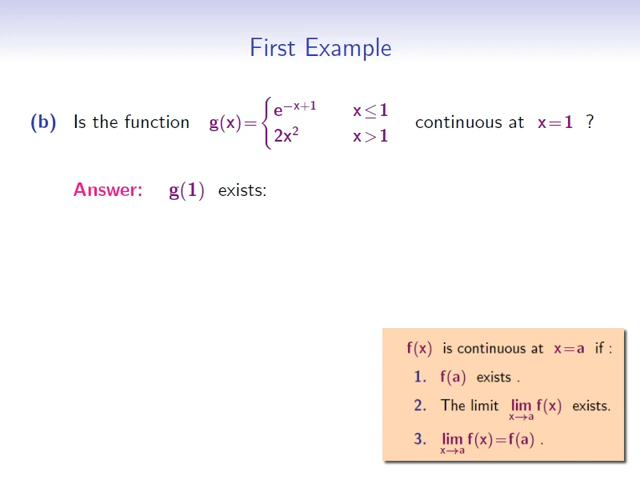 First Example
(b) Is the function g(x)= { e^{-x+1} x≤1
2x² x>1 continuous at x=1 ?
Answer: g(1) exists:
f(x) is continuous at x=a if :
1. f(a) exists .
2. The limit lim_{x→a} f(x) exists.
3. lim_{x→a} f(x)=f(a) .